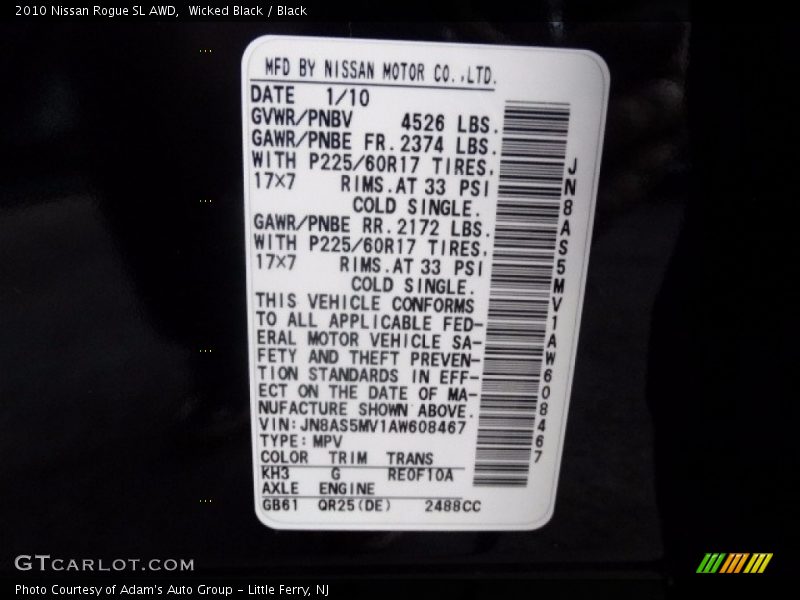 2010 Nissan Rogue SL AWD,  Wicked Black / Black
MFD BY NISSAN MOTOR CO.,LTD.
DATE 1/10
GVWR/PNBV 4526 LBS.
GAWR/PNBE FR. 2374 LBS.
WITH P225/60R17 TIRES,
17×7 RIMS. AT 33 PSI
COLD SINGLE.
GAWR/PNBE RR. 2172 LBS.
WITH P225/60R17 TIRES,
17×7 RIMS. AT 33 PSI
COLD SINGLE.
THIS VEHICLE CONFORMS
TO ALL APPLICABLE FED-
ERAL MOTOR VEHICLE SA-
FETY AND THEFT PREVEN-
TION STANDARDS IN EFF-
ECT ON THE DATE OF MA-
NUFACTURE SHOWN ABOVE.
VIN: JN8AS5MV1AW608467
TYPE: MPV
COLOR TRIM TRANS
KH3 G RE0F10A
AXLE ENGINE
GB61 QR25(DE) 2488CC
JN8AS5MV1AW608467
GTCARLOT.COM
Photo Courtesy of Adam's Auto Group - Little Ferry, NJ